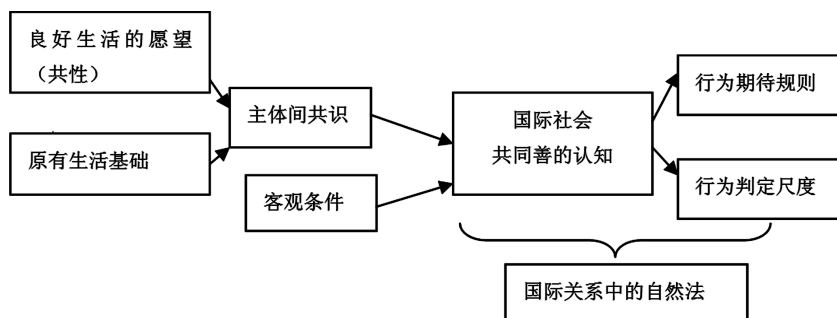 良好生活的愿望
（共性）
原有生活基础
主体间共识
客观条件
国际社会
共同善的认知
行为期待规则
行为判定尺度
国际关系中的自然法